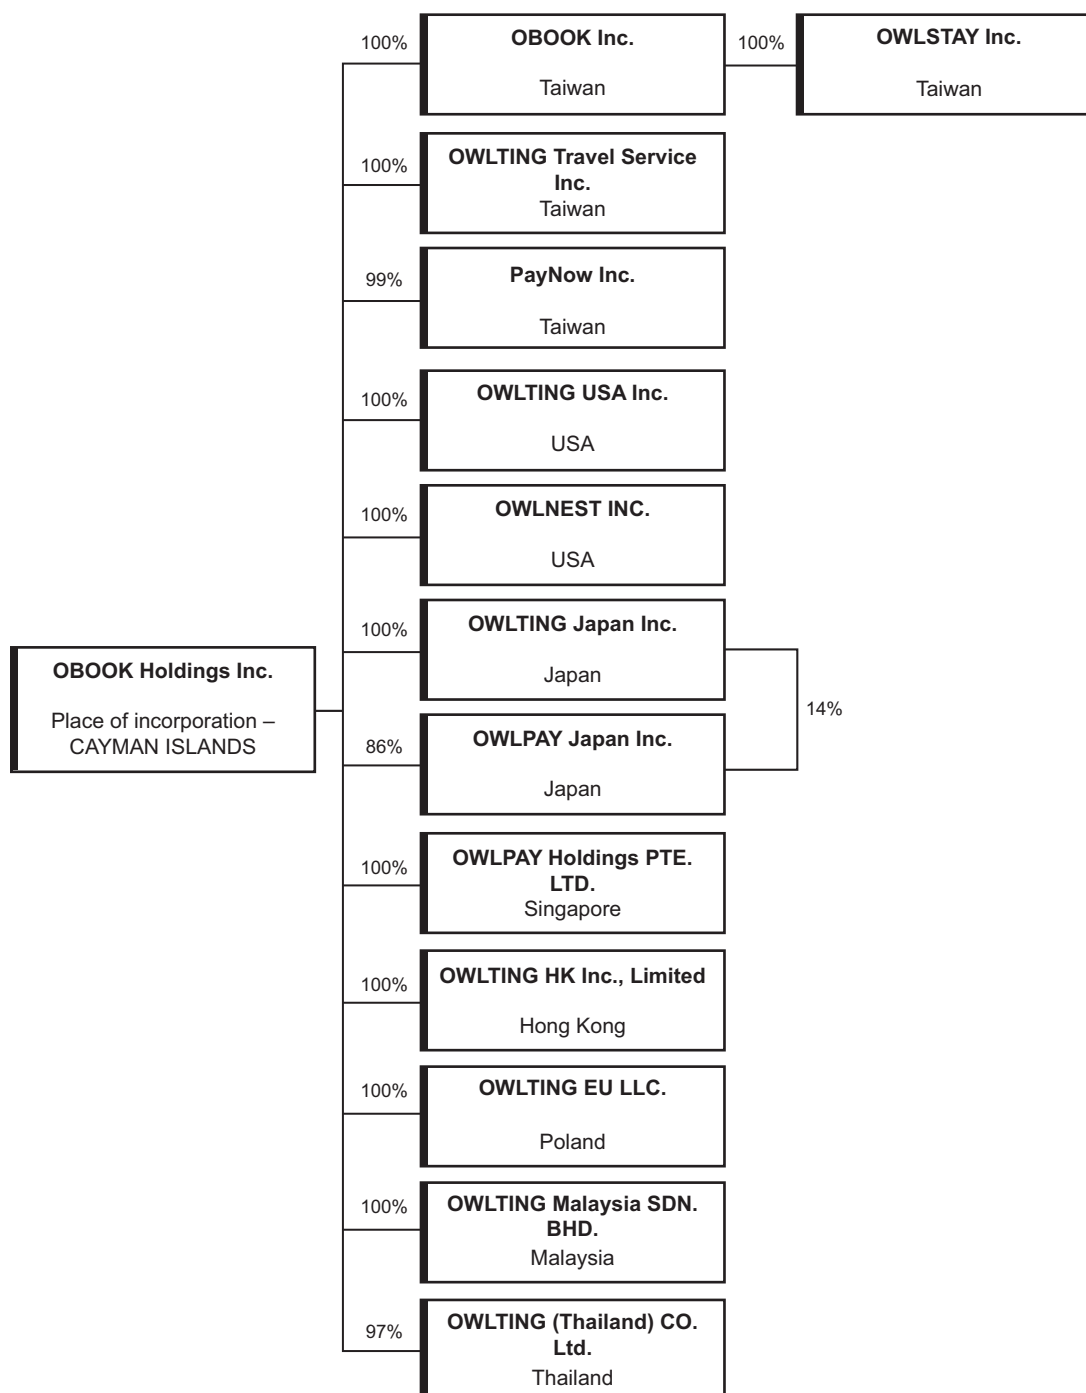 100%
OBOOK Inc.
Taiwan
100%
OWLSTAY Inc.
Taiwan
100%
OWLTING Travel Service
Inc.
Taiwan
99%
PayNow Inc.
Taiwan
100%
OWLTING USA Inc.
USA
100%
OWLNEST INC.
USA
100%
OWLTING Japan Inc.
Japan
OBOOK Holdings Inc.
Place of incorporation –
CAYMAN ISLANDS
14%
86%
OWLPAY Japan Inc.
Japan
100%
OWLPAY Holdings PTE.
LTD.
Singapore
100%
OWLTING HK Inc., Limited
Hong Kong
100%
OWLTING EU LLC.
Poland
100%
OWLTING Malaysia SDN.
BHD.
Malaysia
97%
OWLTING (Thailand) CO.
Ltd.
Thailand